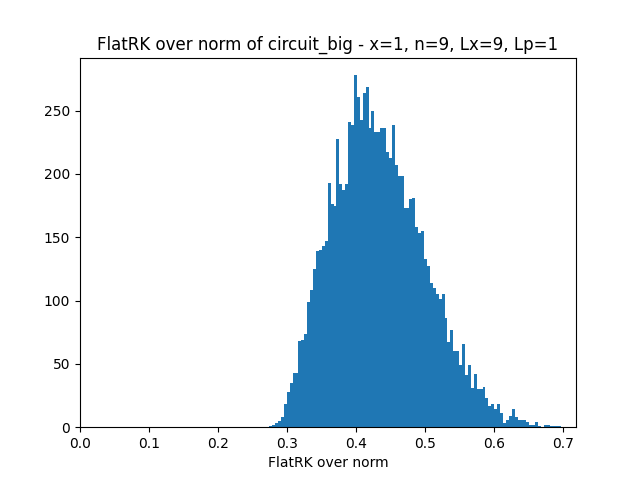 FlatRK over norm of circuit_big - x=1, n=9, Lx=9, Lp=1
250
200
150
100
50
0
0.0 0.1 0.2 0.3 0.4 0.5 0.6 0.7
FlatRK over norm